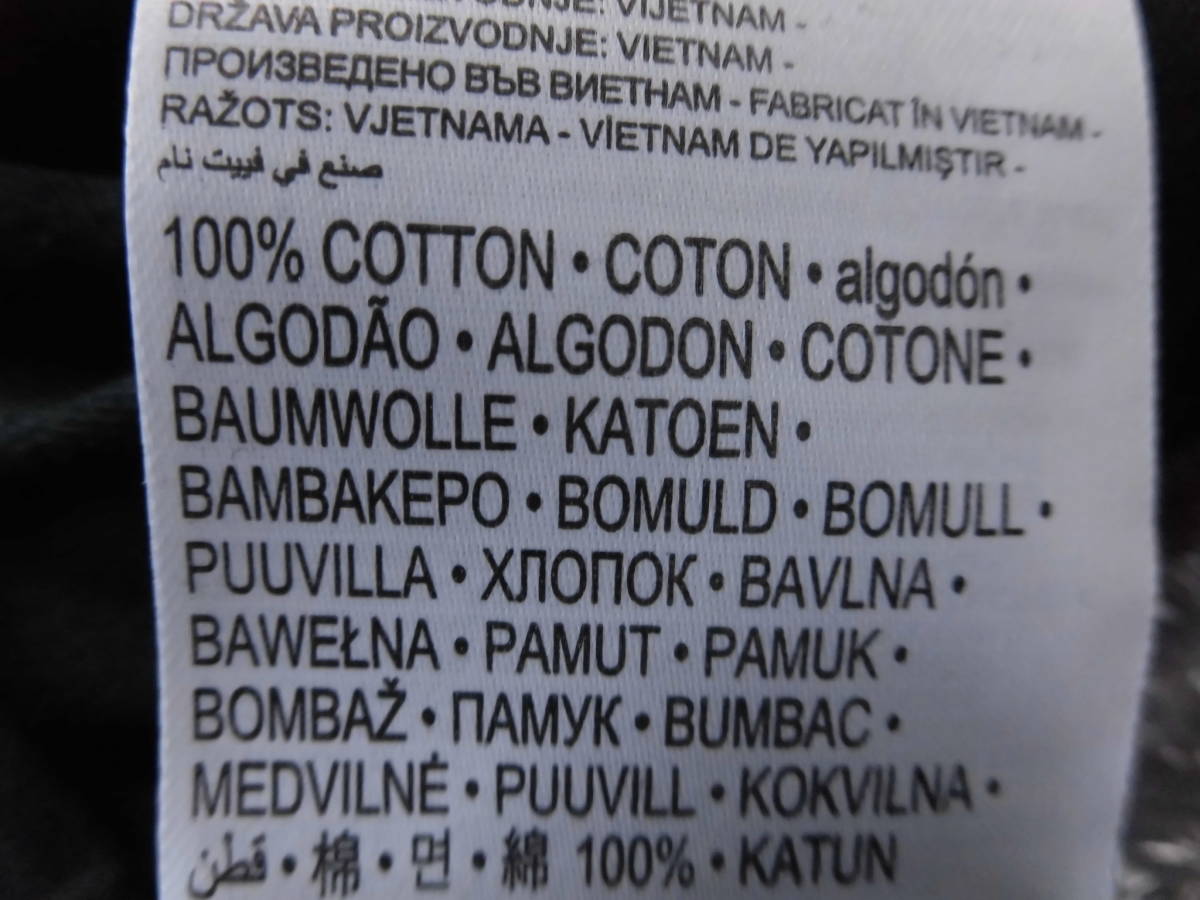 VIJETNAM -
DRŽAVA PROIZVODNJE: VIETNAM -
ПРОИЗВЕДЕНО ВЪВ ВИЕТНАМ - FABRICAT ÎN VIETNAM -
RAŽOTS: VJETNAMA - VİETNAM DE YAPILMIŞTIR -
صنع في فييت نام
100% COTTON • COTON • algodón •
ALGODÃO • ALGODON • COTONE •
BAUMWOLLE • KATOEN •
BAMBAKEPO • BOMULD • BOMULL •
PUUVILLA • ХЛОПОК • BAVLNA •
BAWEŁNA • PAMUT • PAMUK •
BOMBAŽ • ПАМУК • BUMBAC •
MEDVILNĖ • PUUVILL • KOKVILNA •
قطن • 棉 • 면 • 綿 100% • KATUN